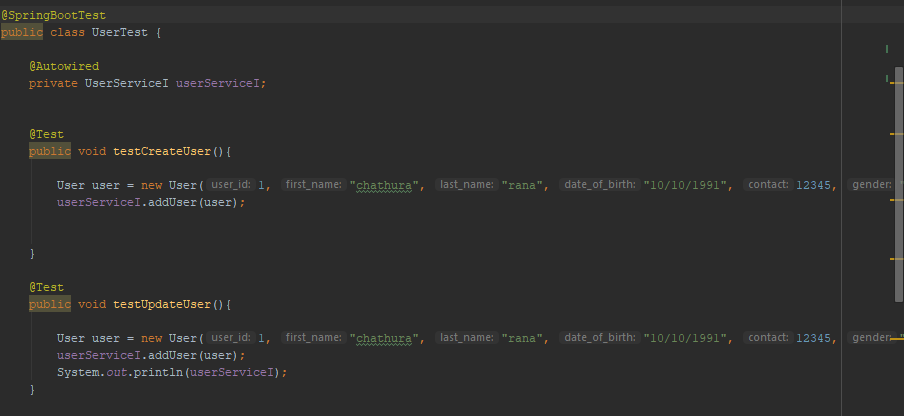 @SpringBootTest
public class UserTest {
@Autowired
private UserServiceI userServiceI;
@Test
public void testCreateUser(){
User user = new User( user_id: 1, first_name: "chathura", last_name: "rana", date_of_birth: "10/10/1991", contact: 12345, gender: "
userServiceI.addUser(user);
}
@Test
public void testUpdateUser(){
User user = new User( user_id: 1, first_name: "chathura", last_name: "rana", date_of_birth: "10/10/1991", contact: 12345, gender: "
userServiceI.addUser(user);
System.out.println(userServiceI);
}